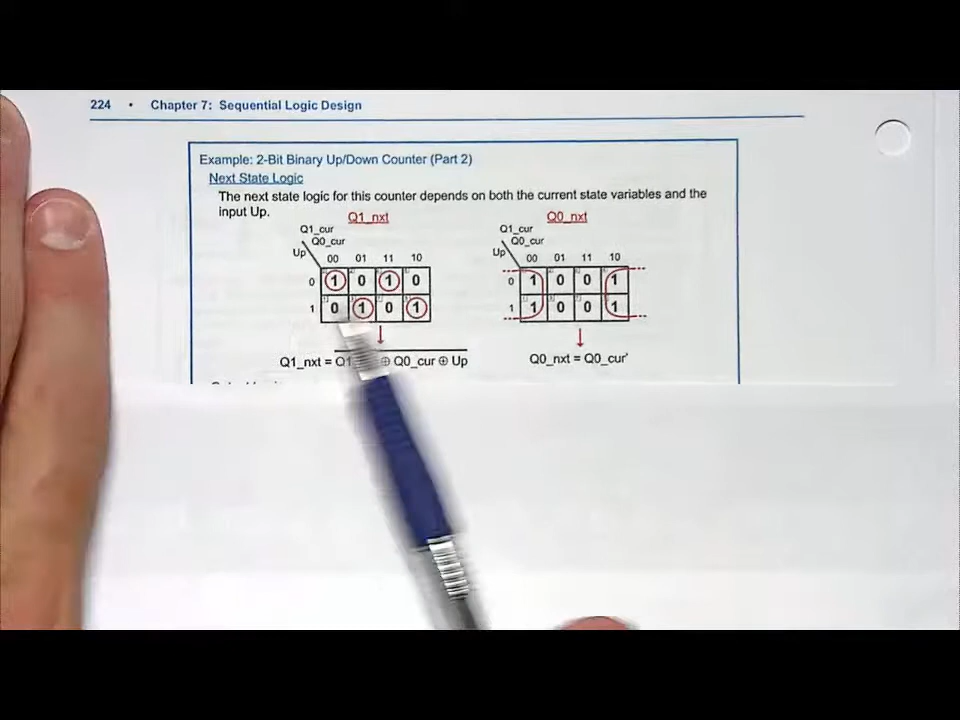 224 • Chapter 7: Sequential Logic Design
Example: 2-Bit Binary Up/Down Counter (Part 2)
Next State Logic
The next state logic for this counter depends on both the current state variables and the
input Up.
Q1_nxt
Q1_cur
Q0_cur
Up
00 01 11 10
0 1 0 1 0
1 0 1 0 1
Q1_nxt = Q1 ⊕ Q0_cur ⊕ Up
Q0_nxt
Q1_cur
Q0_cur
Up
00 01 11 10
0 1 0 0 1
1 1 0 0 1
Q0_nxt = Q0_cur'